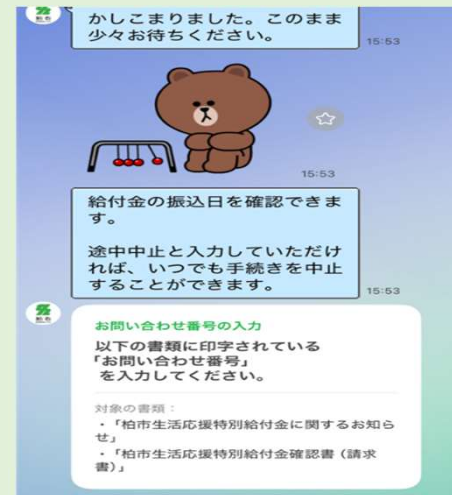 かしこまりました。このまま
少々お待ちください。
15:53
15:53
給付金の振込日を確認できま
す。
途中中止と入力していただけ
れば、いつでも手続きを中止
することができます。
15:53
お問い合わせ番号の入力
以下の書類に印字されている
「お問い合わせ番号」
を入力してください。
対象の書類：
・「柏市生活応援特別給付金に関するお知ら
せ」
・「柏市生活応援特別給付金確認書（請求
書）」